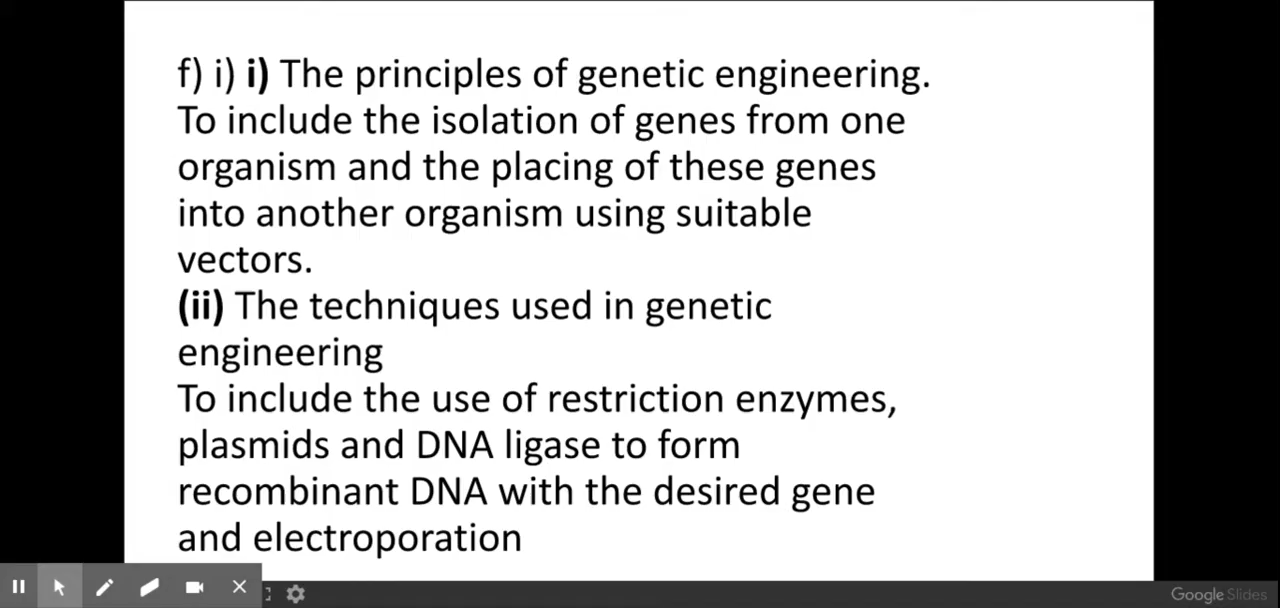 f) i) i) The principles of genetic engineering.
To include the isolation of genes from one
organism and the placing of these genes
into another organism using suitable
vectors.
(ii) The techniques used in genetic
engineering
To include the use of restriction enzymes,
plasmids and DNA ligase to form
recombinant DNA with the desired gene
and electroporation
Google Slides